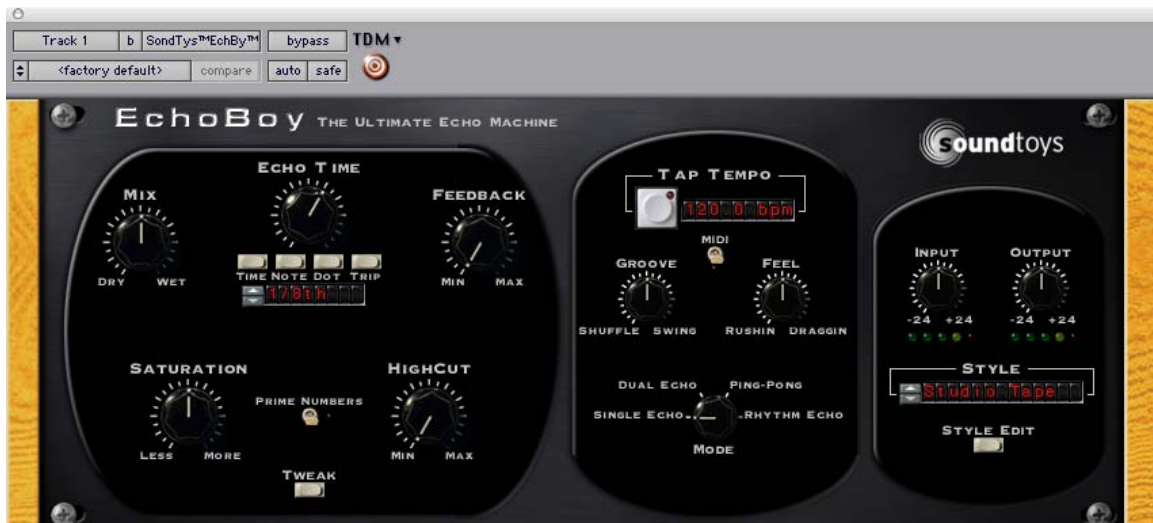 Track 1 b SondTys™EchBy™ bypass TDM
<factory default> compare auto safe
EchoBoy The Ultimate Echo Machine
soundtoys
Mix
Dry Wet
Echo Time
Time Note Dot Trip
1/8th
Feedback
Min Max
Saturation
Less More
Prime Numbers
Tweak
HighCut
Min Max
Tap Tempo
120.0 bpm
MIDI
Groove
Shuffle Swing
Feel
Rushin Draggin
Dual Echo Ping-Pong
Single Echo Rhythm Echo
Mode
Input Output
-24 +24 -24 +24
Style
Studio Tape
Style Edit